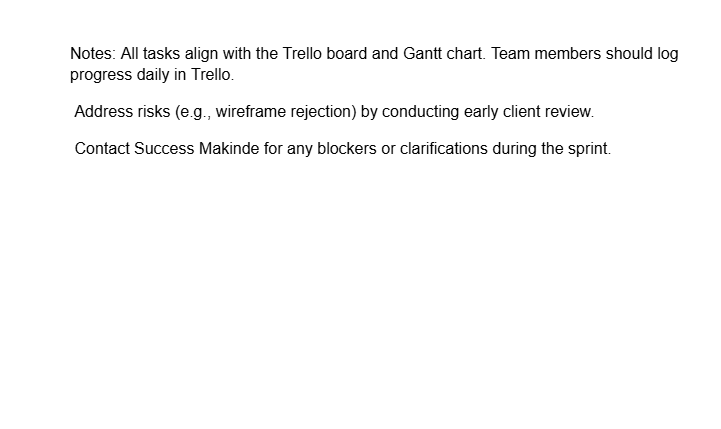 Notes: All tasks align with the Trello board and Gantt chart. Team members should log
progress daily in Trello.
Address risks (e.g., wireframe rejection) by conducting early client review.
Contact Success Makinde for any blockers or clarifications during the sprint.